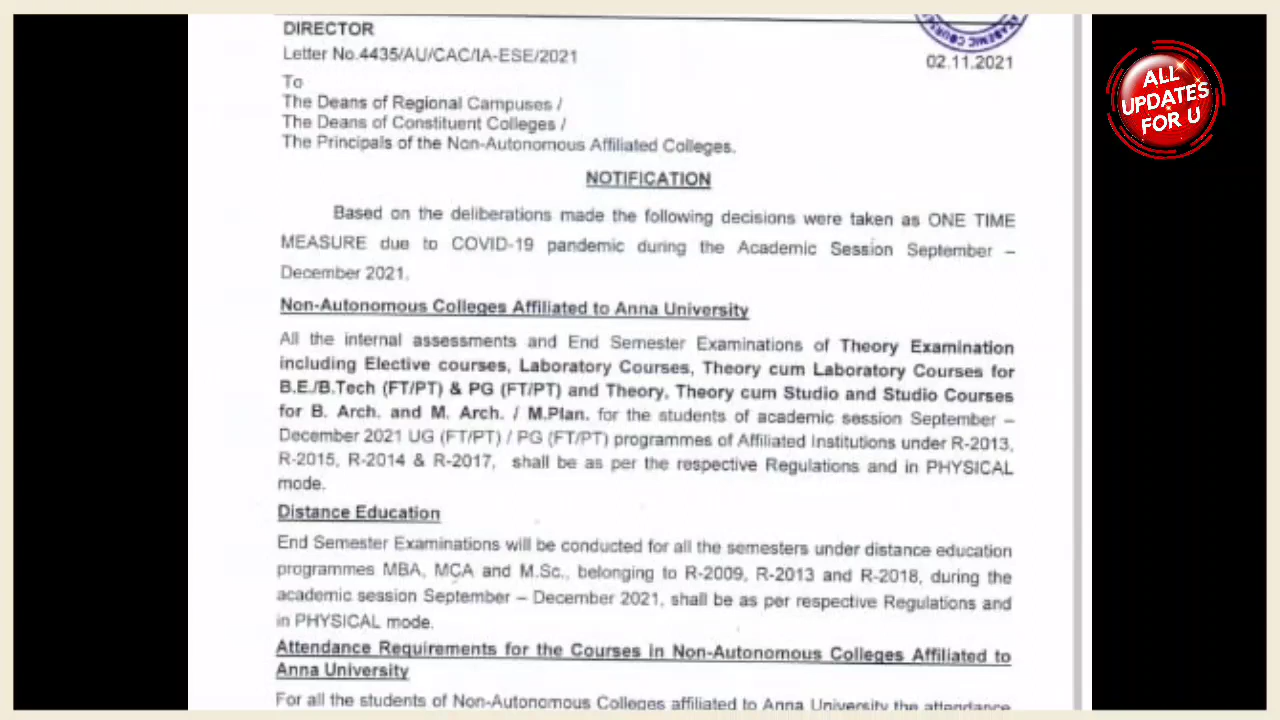 DIRECTOR
Letter No.4435/AU/CAC/IA-ESE/2021
02.11.2021
To
The Deans of Regional Campuses /
The Deans of Constituent Colleges /
The Principals of the Non-Autonomous Affiliated Colleges.
NOTIFICATION
Based on the deliberations made the following decisions were taken as ONE TIME
MEASURE due to COVID-19 pandemic during the Academic Session September –
December 2021.
Non-Autonomous Colleges Affiliated to Anna University
All the internal assessments and End Semester Examinations of Theory Examination
including Elective courses, Laboratory Courses, Theory cum Laboratory Courses for
B.E./B.Tech (FT/PT) & PG (FT/PT) and Theory, Theory cum Studio and Studio Courses
for B. Arch. and M. Arch. / M.Plan. for the students of academic session September –
December 2021 UG (FT/PT) / PG (FT/PT) programmes of Affiliated Institutions under R-2013,
R-2015, R-2014 & R-2017, shall be as per the respective Regulations and in PHYSICAL
mode.
Distance Education
End Semester Examinations will be conducted for all the semesters under distance education
programmes MBA, MCA and M.Sc., belonging to R-2009, R-2013 and R-2018, during the
academic session September – December 2021, shall be as per respective Regulations and
in PHYSICAL mode.
Attendance Requirements for the Courses in Non-Autonomous Colleges Affiliated to
Anna University
For all the students of Non-Autonomous Colleges affiliated to Anna University the attendance
ACADEMIC COURSES
ALL
UPDATES
FOR U